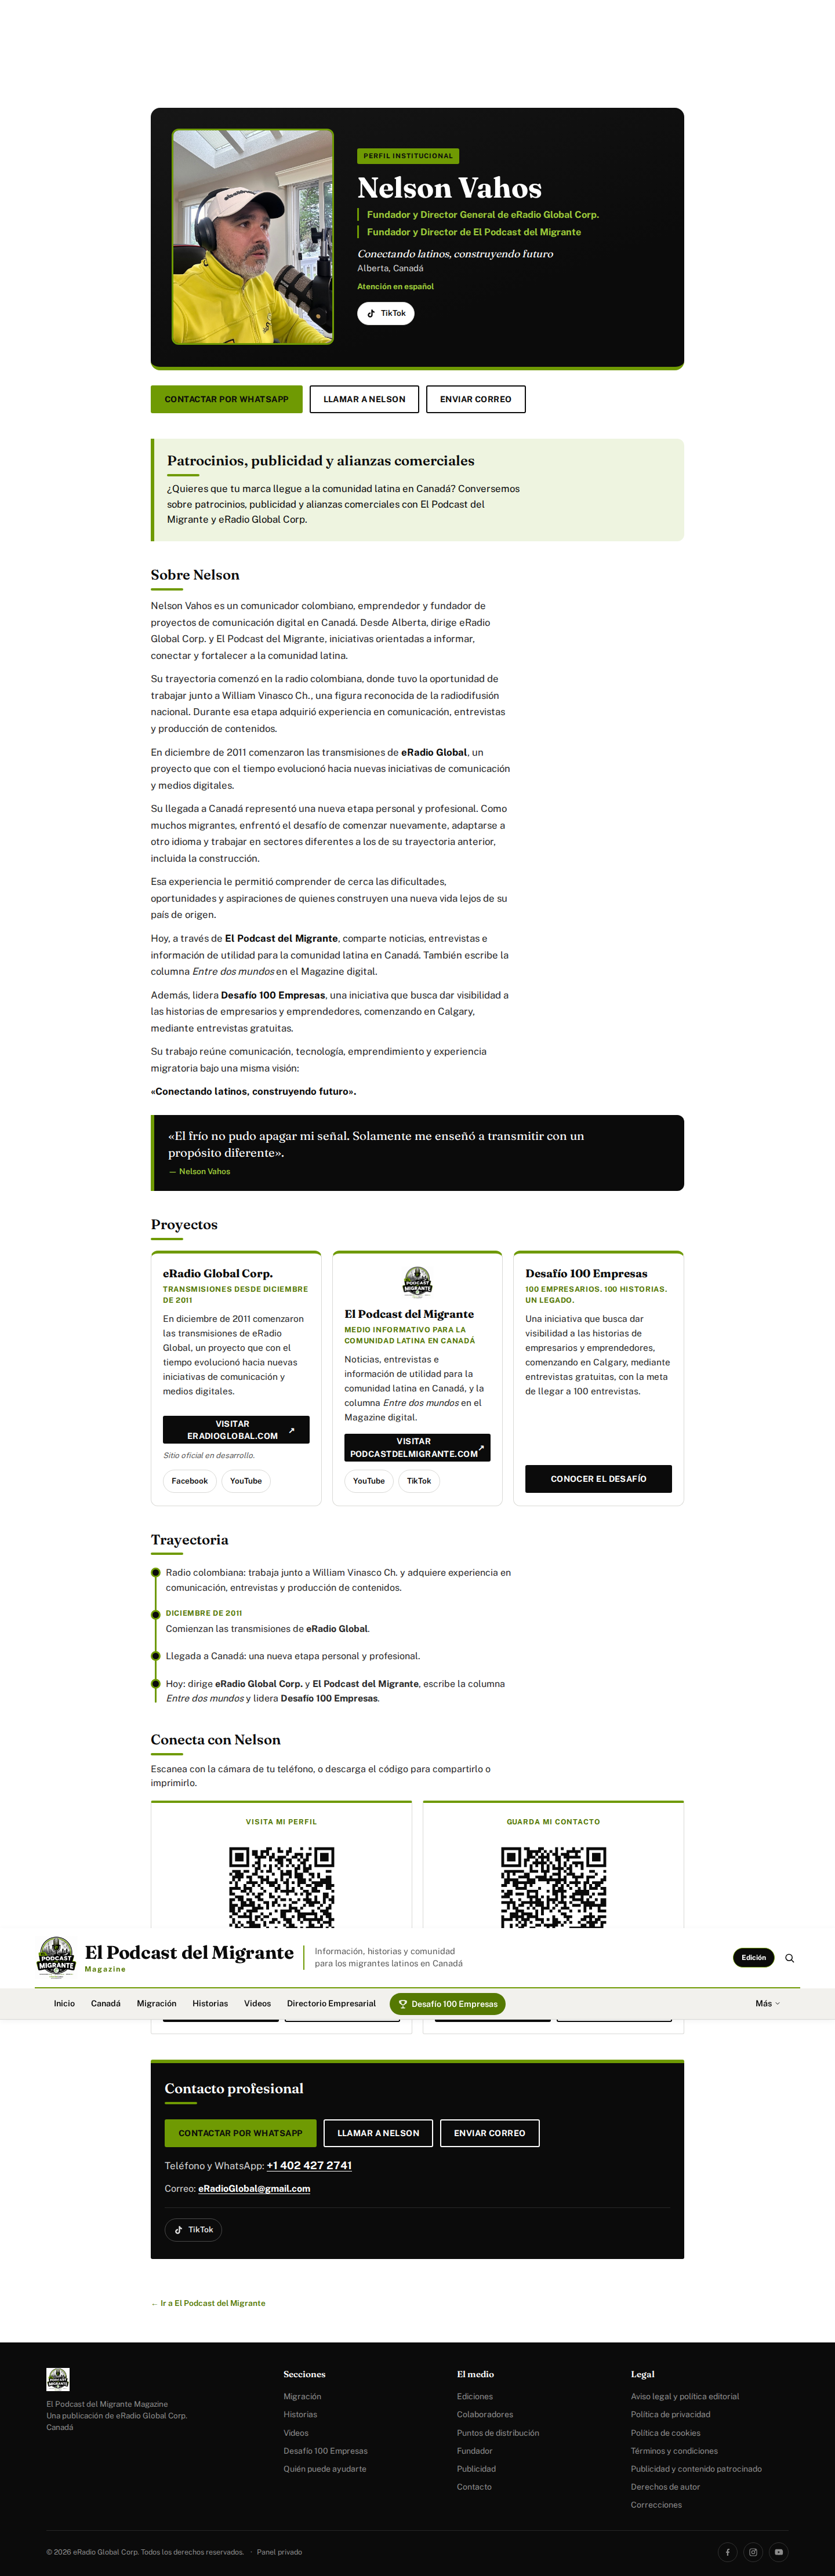 PERFIL INSTITUCIONAL
Nelson Vahos
Fundador y Director General de eRadio Global Corp.
Fundador y Director de El Podcast del Migrante
Conectando latinos, construyendo futuro
Alberta, Canadá
Atención en español
TikTok
CONTACTAR POR WHATSAPP
LLAMAR A NELSON
ENVIAR CORREO
Patrocinios, publicidad y alianzas comerciales
¿Quieres que tu marca llegue a la comunidad latina en Canadá? Conversemos
sobre patrocinios, publicidad y alianzas comerciales con El Podcast del
Migrante y eRadio Global Corp.
Sobre Nelson
Nelson Vahos es un comunicador colombiano, emprendedor y fundador de
proyectos de comunicación digital en Canadá. Desde Alberta, dirige eRadio
Global Corp. y El Podcast del Migrante, iniciativas orientadas a informar,
conectar y fortalecer a la comunidad latina.
Su trayectoria comenzó en la radio colombiana, donde tuvo la oportunidad de
trabajar junto a William Vinasco Ch., una figura reconocida de la radiodifusión
nacional. Durante esa etapa adquirió experiencia en comunicación, entrevistas
y producción de contenidos.
En diciembre de 2011 comenzaron las transmisiones de eRadio Global, un
proyecto que con el tiempo evolucionó hacia nuevas iniciativas de comunicación
y medios digitales.
Su llegada a Canadá representó una nueva etapa personal y profesional. Como
muchos migrantes, enfrentó el desafío de comenzar nuevamente, adaptarse a
otro idioma y trabajar en sectores diferentes a los de su trayectoria anterior,
incluida la construcción.
Esa experiencia le permitió comprender de cerca las dificultades,
oportunidades y aspiraciones de quienes construyen una nueva vida lejos de su
país de origen.
Hoy, a través de El Podcast del Migrante, comparte noticias, entrevistas e
información de utilidad para la comunidad latina en Canadá. También escribe la
columna Entre dos mundos en el Magazine digital.
Además, lidera Desafío 100 Empresas, una iniciativa que busca dar visibilidad a
las historias de empresarios y emprendedores, comenzando en Calgary,
mediante entrevistas gratuitas.
Su trabajo reúne comunicación, tecnología, emprendimiento y experiencia
migratoria bajo una misma visión:
«Conectando latinos, construyendo futuro».
«El frío no pudo apagar mi señal. Solamente me enseñó a transmitir con un
propósito diferente».
— Nelson Vahos
Proyectos
eRadio Global Corp.
TRANSMISIONES DESDE DICIEMBRE
DE 2011
En diciembre de 2011 comenzaron
las transmisiones de eRadio
Global, un proyecto que con el
tiempo evolucionó hacia nuevas
iniciativas de comunicación y
medios digitales.
VISITAR
ERADIOGLOBAL.COM ↗
Sitio oficial en desarrollo.
Facebook
YouTube
PODCAST
MIGRANTE
El Podcast del Migrante
MEDIO INFORMATIVO PARA LA
COMUNIDAD LATINA EN CANADÁ
Noticias, entrevistas e
información de utilidad para la
comunidad latina en Canadá, y la
columna Entre dos mundos en el
Magazine digital.
VISITAR
PODCASTDELMIGRANTE.COM ↗
YouTube
TikTok
Desafío 100 Empresas
100 EMPRESARIOS. 100 HISTORIAS.
UN LEGADO.
Una iniciativa que busca dar
visibilidad a las historias de
empresarios y emprendedores,
comenzando en Calgary, mediante
entrevistas gratuitas, con la meta
de llegar a 100 entrevistas.
CONOCER EL DESAFÍO
Trayectoria
Radio colombiana: trabaja junto a William Vinasco Ch. y adquiere experiencia en
comunicación, entrevistas y producción de contenidos.
DICIEMBRE DE 2011
Comienzan las transmisiones de eRadio Global.
Llegada a Canadá: una nueva etapa personal y profesional.
Hoy: dirige eRadio Global Corp. y El Podcast del Migrante, escribe la columna
Entre dos mundos y lidera Desafío 100 Empresas.
Conecta con Nelson
Escanea con la cámara de tu teléfono, o descarga el código para compartirlo o
imprimirlo.
VISITA MI PERFIL
GUARDA MI CONTACTO
PODCAST
MIGRANTE
El Podcast del Migrante
Magazine
Información, historias y comunidad
para los migrantes latinos en Canadá
Edición
Inicio
Canadá
Migración
Historias
Videos
Directorio Empresarial
Desafío 100 Empresas
Más
Contacto profesional
CONTACTAR POR WHATSAPP
LLAMAR A NELSON
ENVIAR CORREO
Teléfono y WhatsApp: +1 402 427 2741
Correo: eRadioGlobal@gmail.com
TikTok
← Ir a El Podcast del Migrante
El Podcast del Migrante Magazine
Una publicación de eRadio Global Corp.
Canadá
Secciones
Migración
Historias
Videos
Desafío 100 Empresas
Quién puede ayudarte
El medio
Ediciones
Colaboradores
Puntos de distribución
Fundador
Publicidad
Contacto
Legal
Aviso legal y política editorial
Política de privacidad
Política de cookies
Términos y condiciones
Publicidad y contenido patrocinado
Derechos de autor
Correcciones
© 2026 eRadio Global Corp. Todos los derechos reservados. · Panel privado